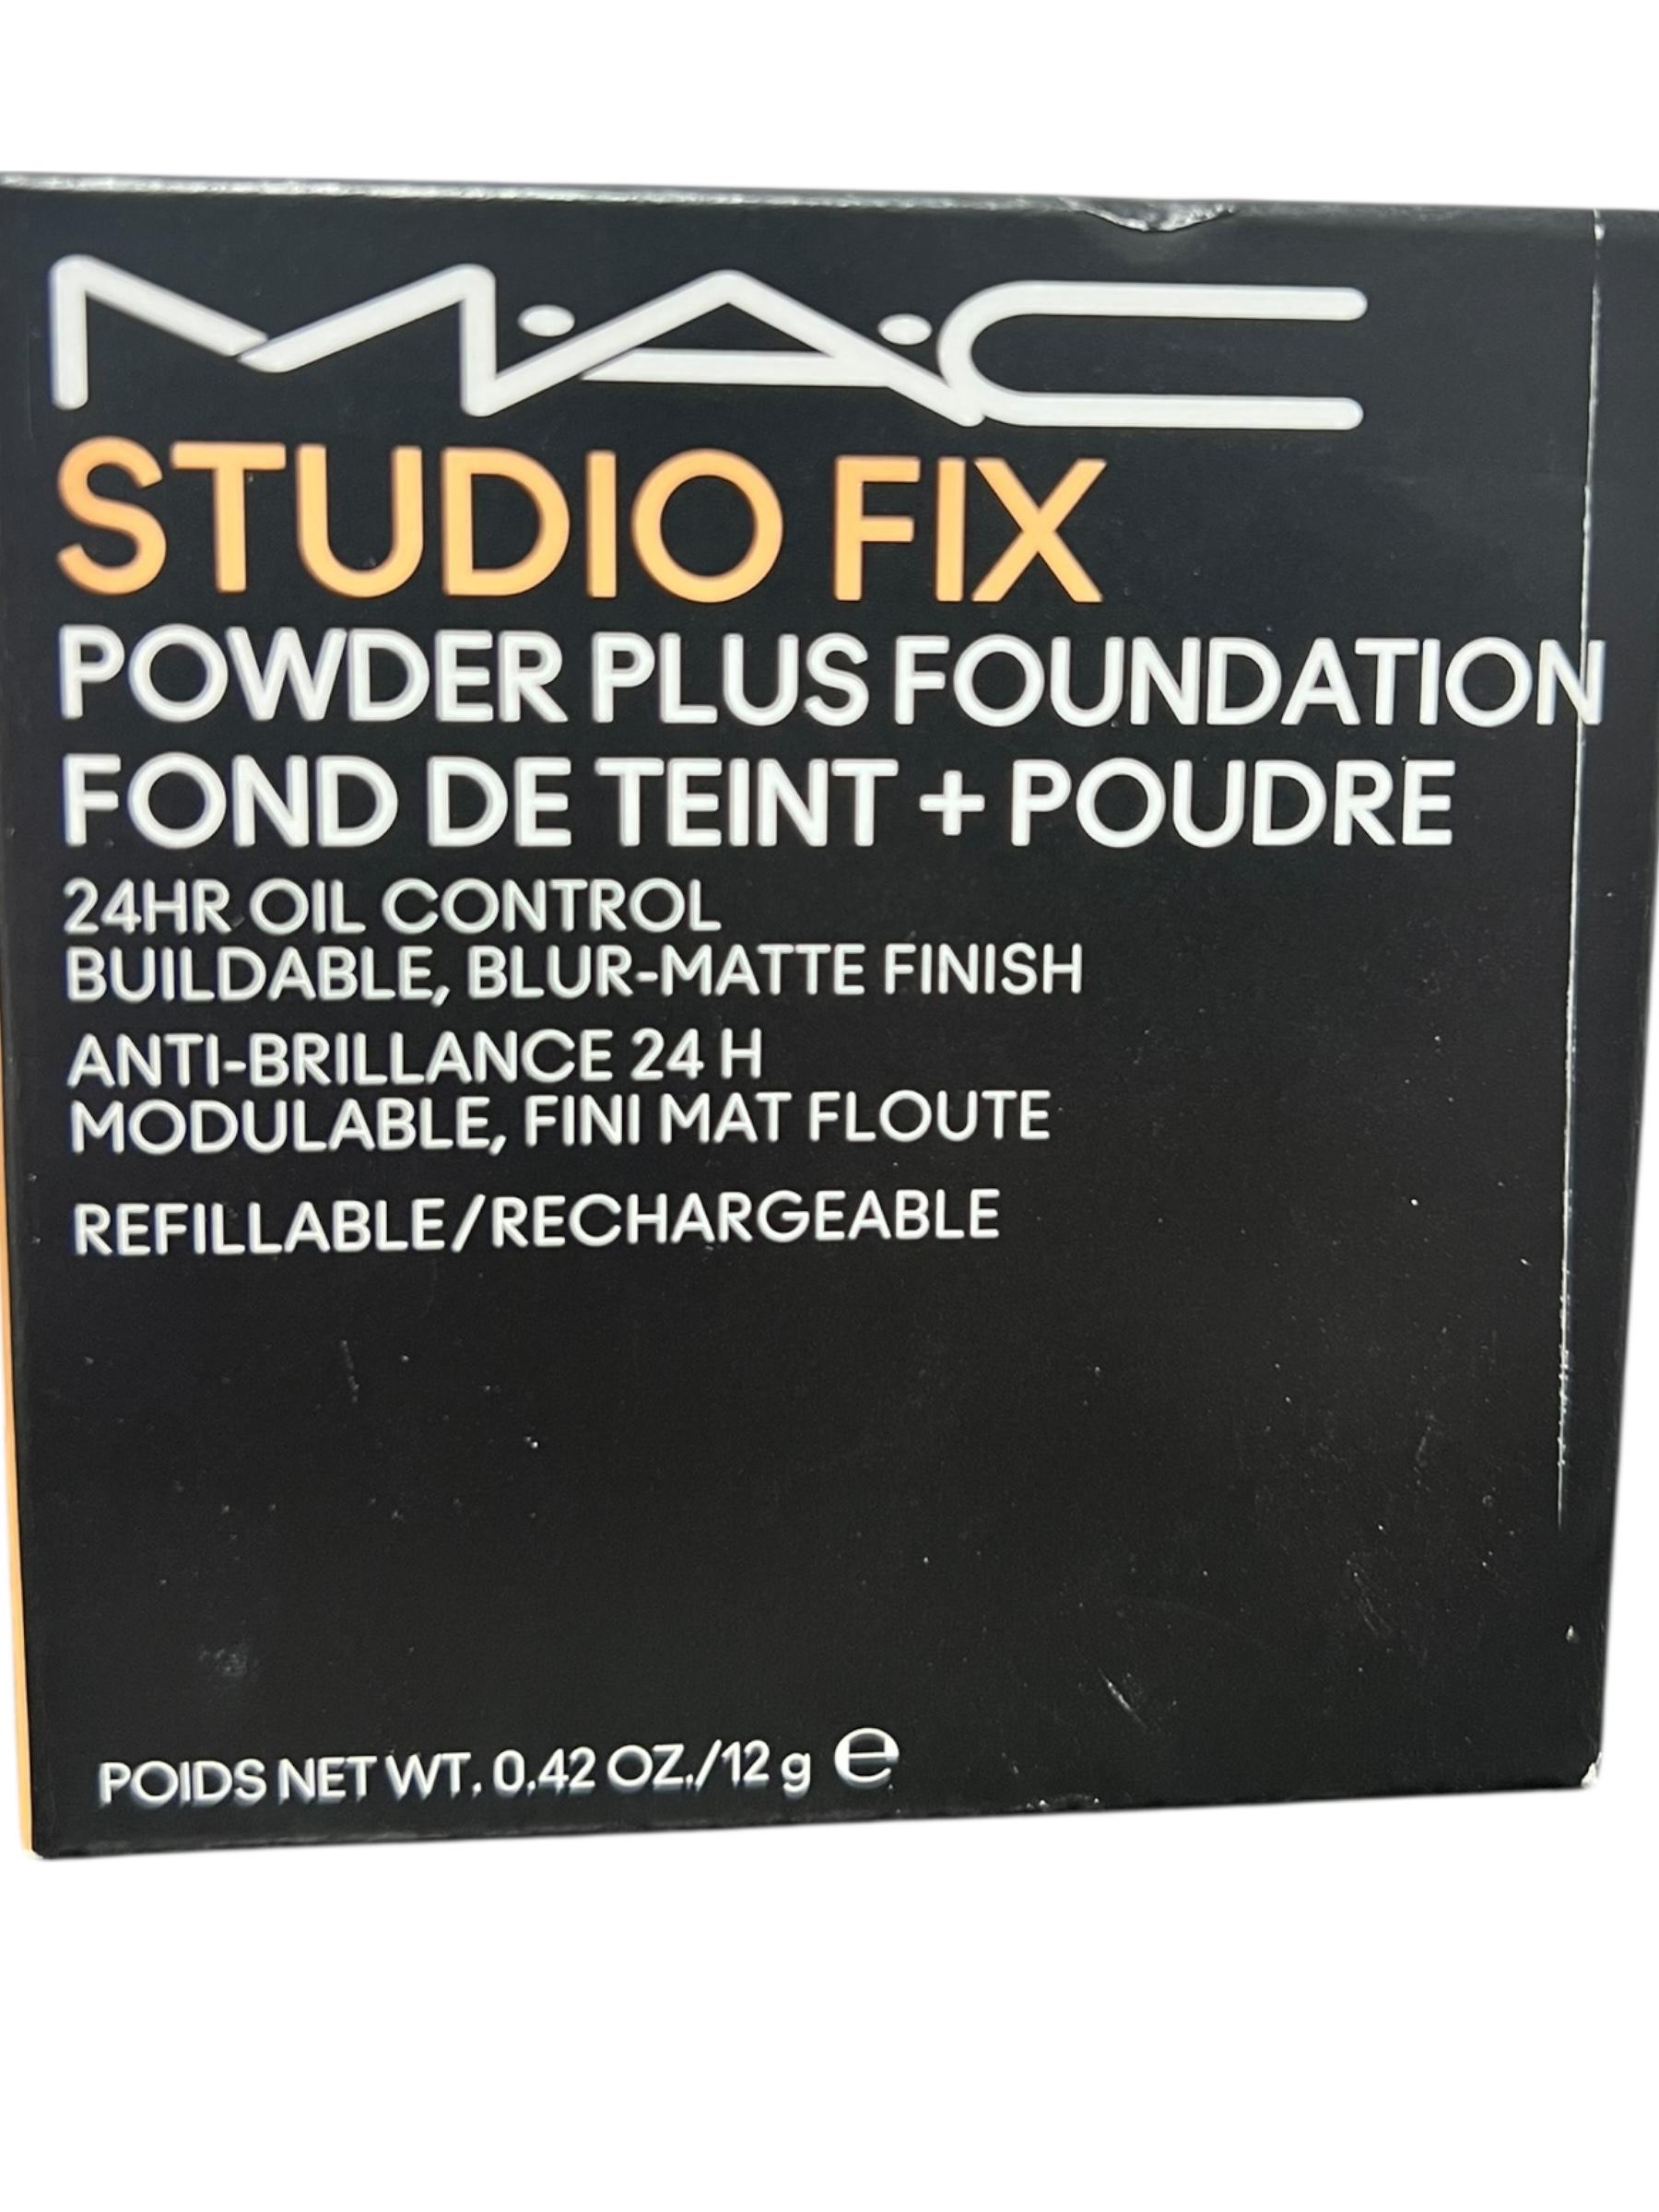 M·A·C
STUDIO FIX
POWDER PLUS FOUNDATION
FOND DE TEINT + POUDRE
24HR OIL CONTROL
BUILDABLE, BLUR-MATTE FINISH
ANTI-BRILLANCE 24 H
MODULABLE, FINI MAT FLOUTE
REFILLABLE/RECHARGEABLE
POIDS NET WT. 0.42 OZ./12 g ℮